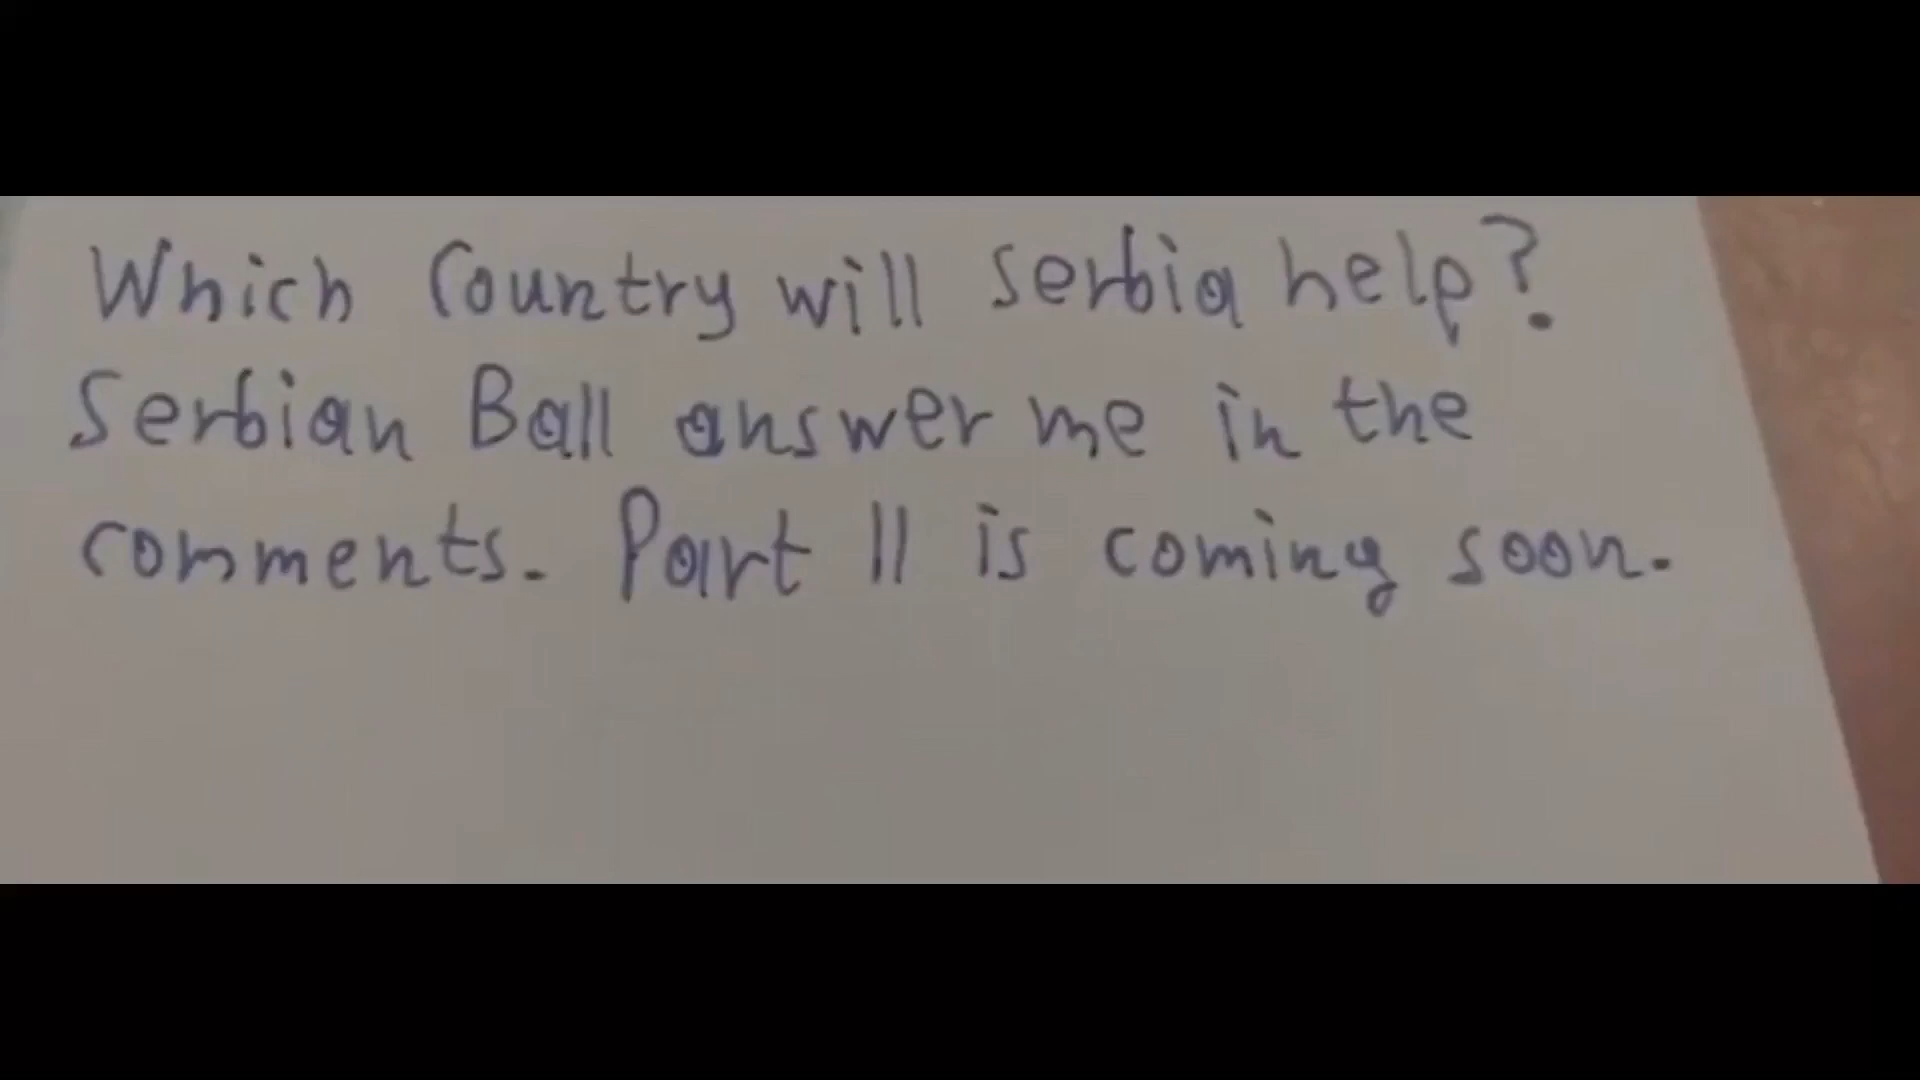 Which Country will serbia help?
Serbian Ball answer me in the
comments. Part II is coming soon.